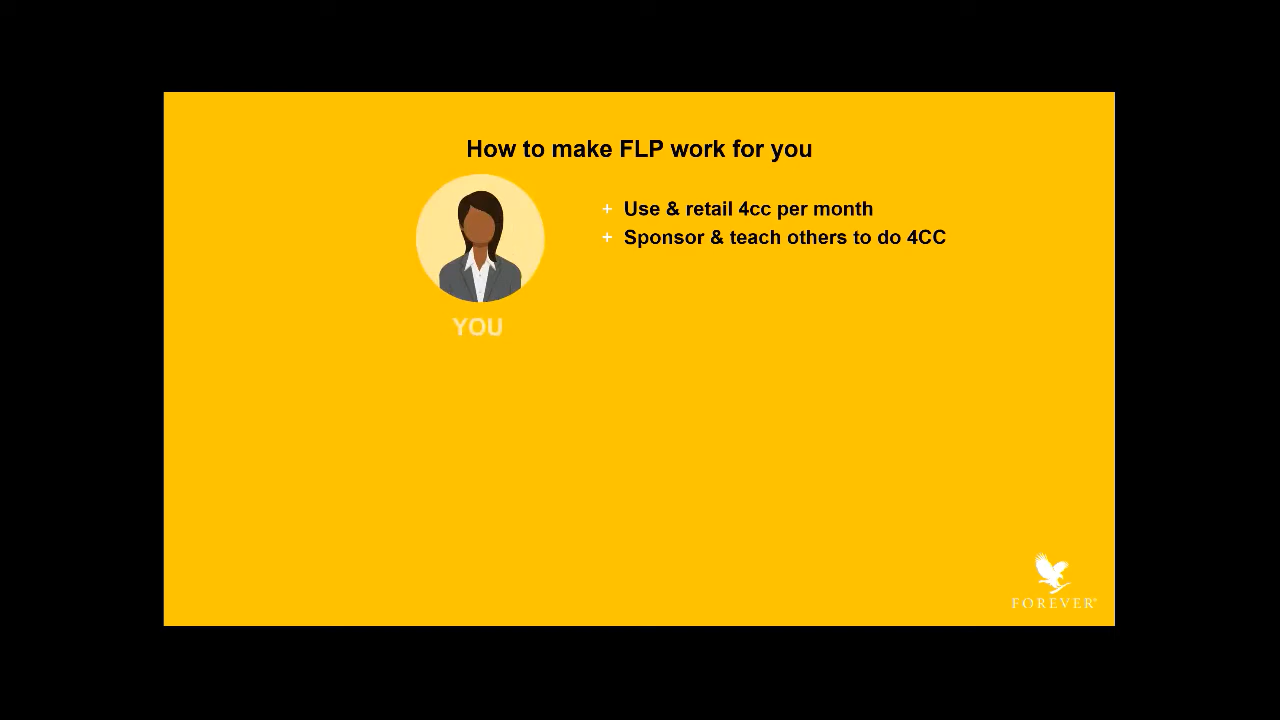 How to make FLP work for you
+ Use & retail 4cc per month
+ Sponsor & teach others to do 4CC
YOU
FOREVER®